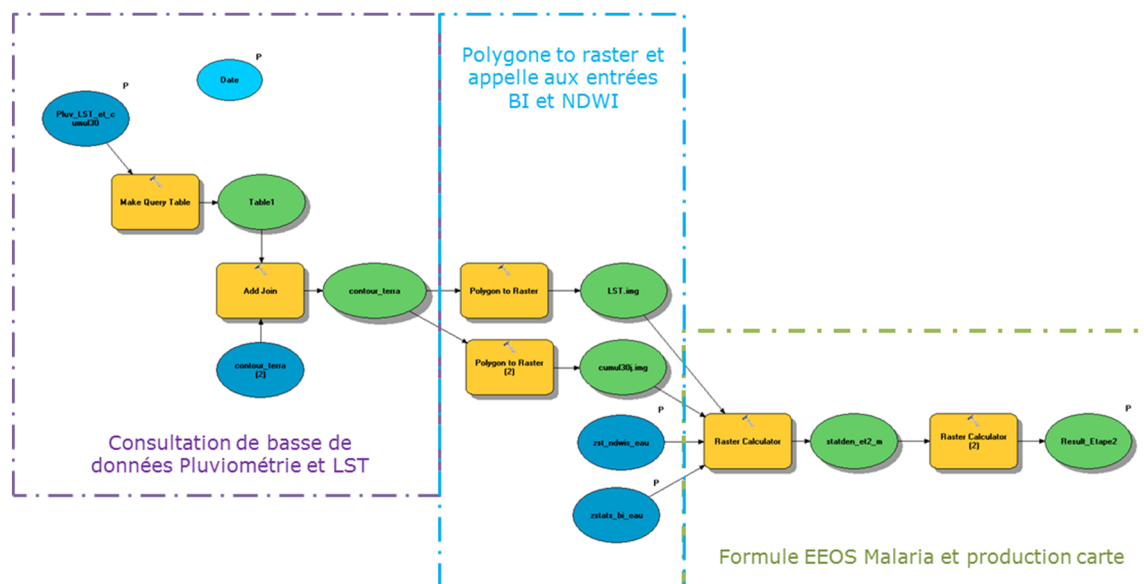 P
Date
P
Pluv_LST_et_c
umul30
Make Query Table
Table1
Add Join
contour_terra
contour_terra
(2)
Consultation de basse de
données Pluviométrie et LST
Polygone to raster et
appelle aux entrées
BI et NDWI
Polygon to Raster
LST.img
Polygon to Raster
(2)
cumul30j.img
P
zst_ndwis_eau
P
zstats_bi_eau
Raster Calculator
statden_et2_m
Raster Calculator
(2)
P
Result_Etape2
Formule EEOS Malaria et production carte